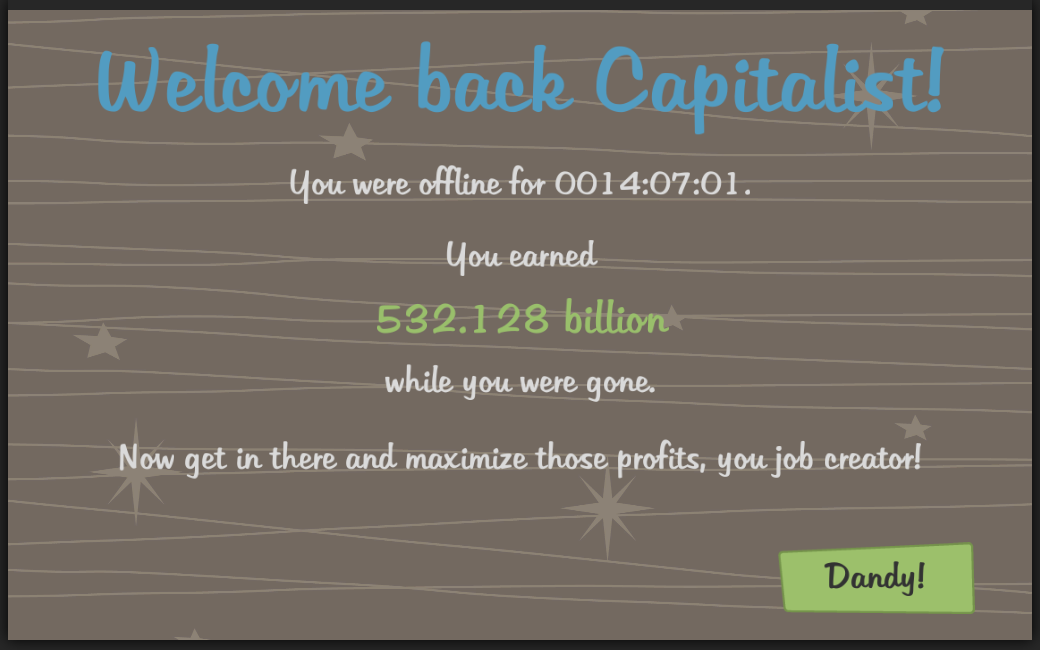 Welcome back Capitalist!
You were offline for 0014:07:01.
You earned
532.128 billion
while you were gone.
Now get in there and maximize those profits, you job creator!
Dandy!